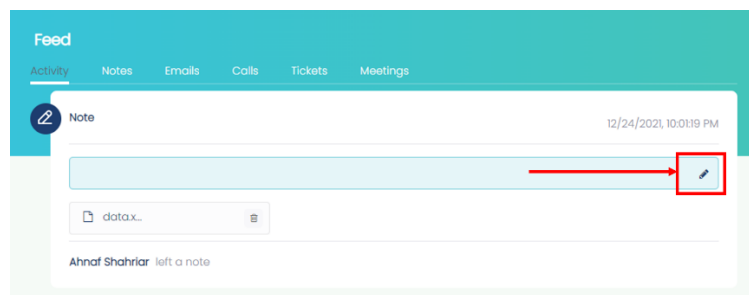 Feed
Activity Notes Emails Calls Tickets Meetings
Note
12/24/2021, 10:01:19 PM
data.x...
Ahnaf Shahriar left a note